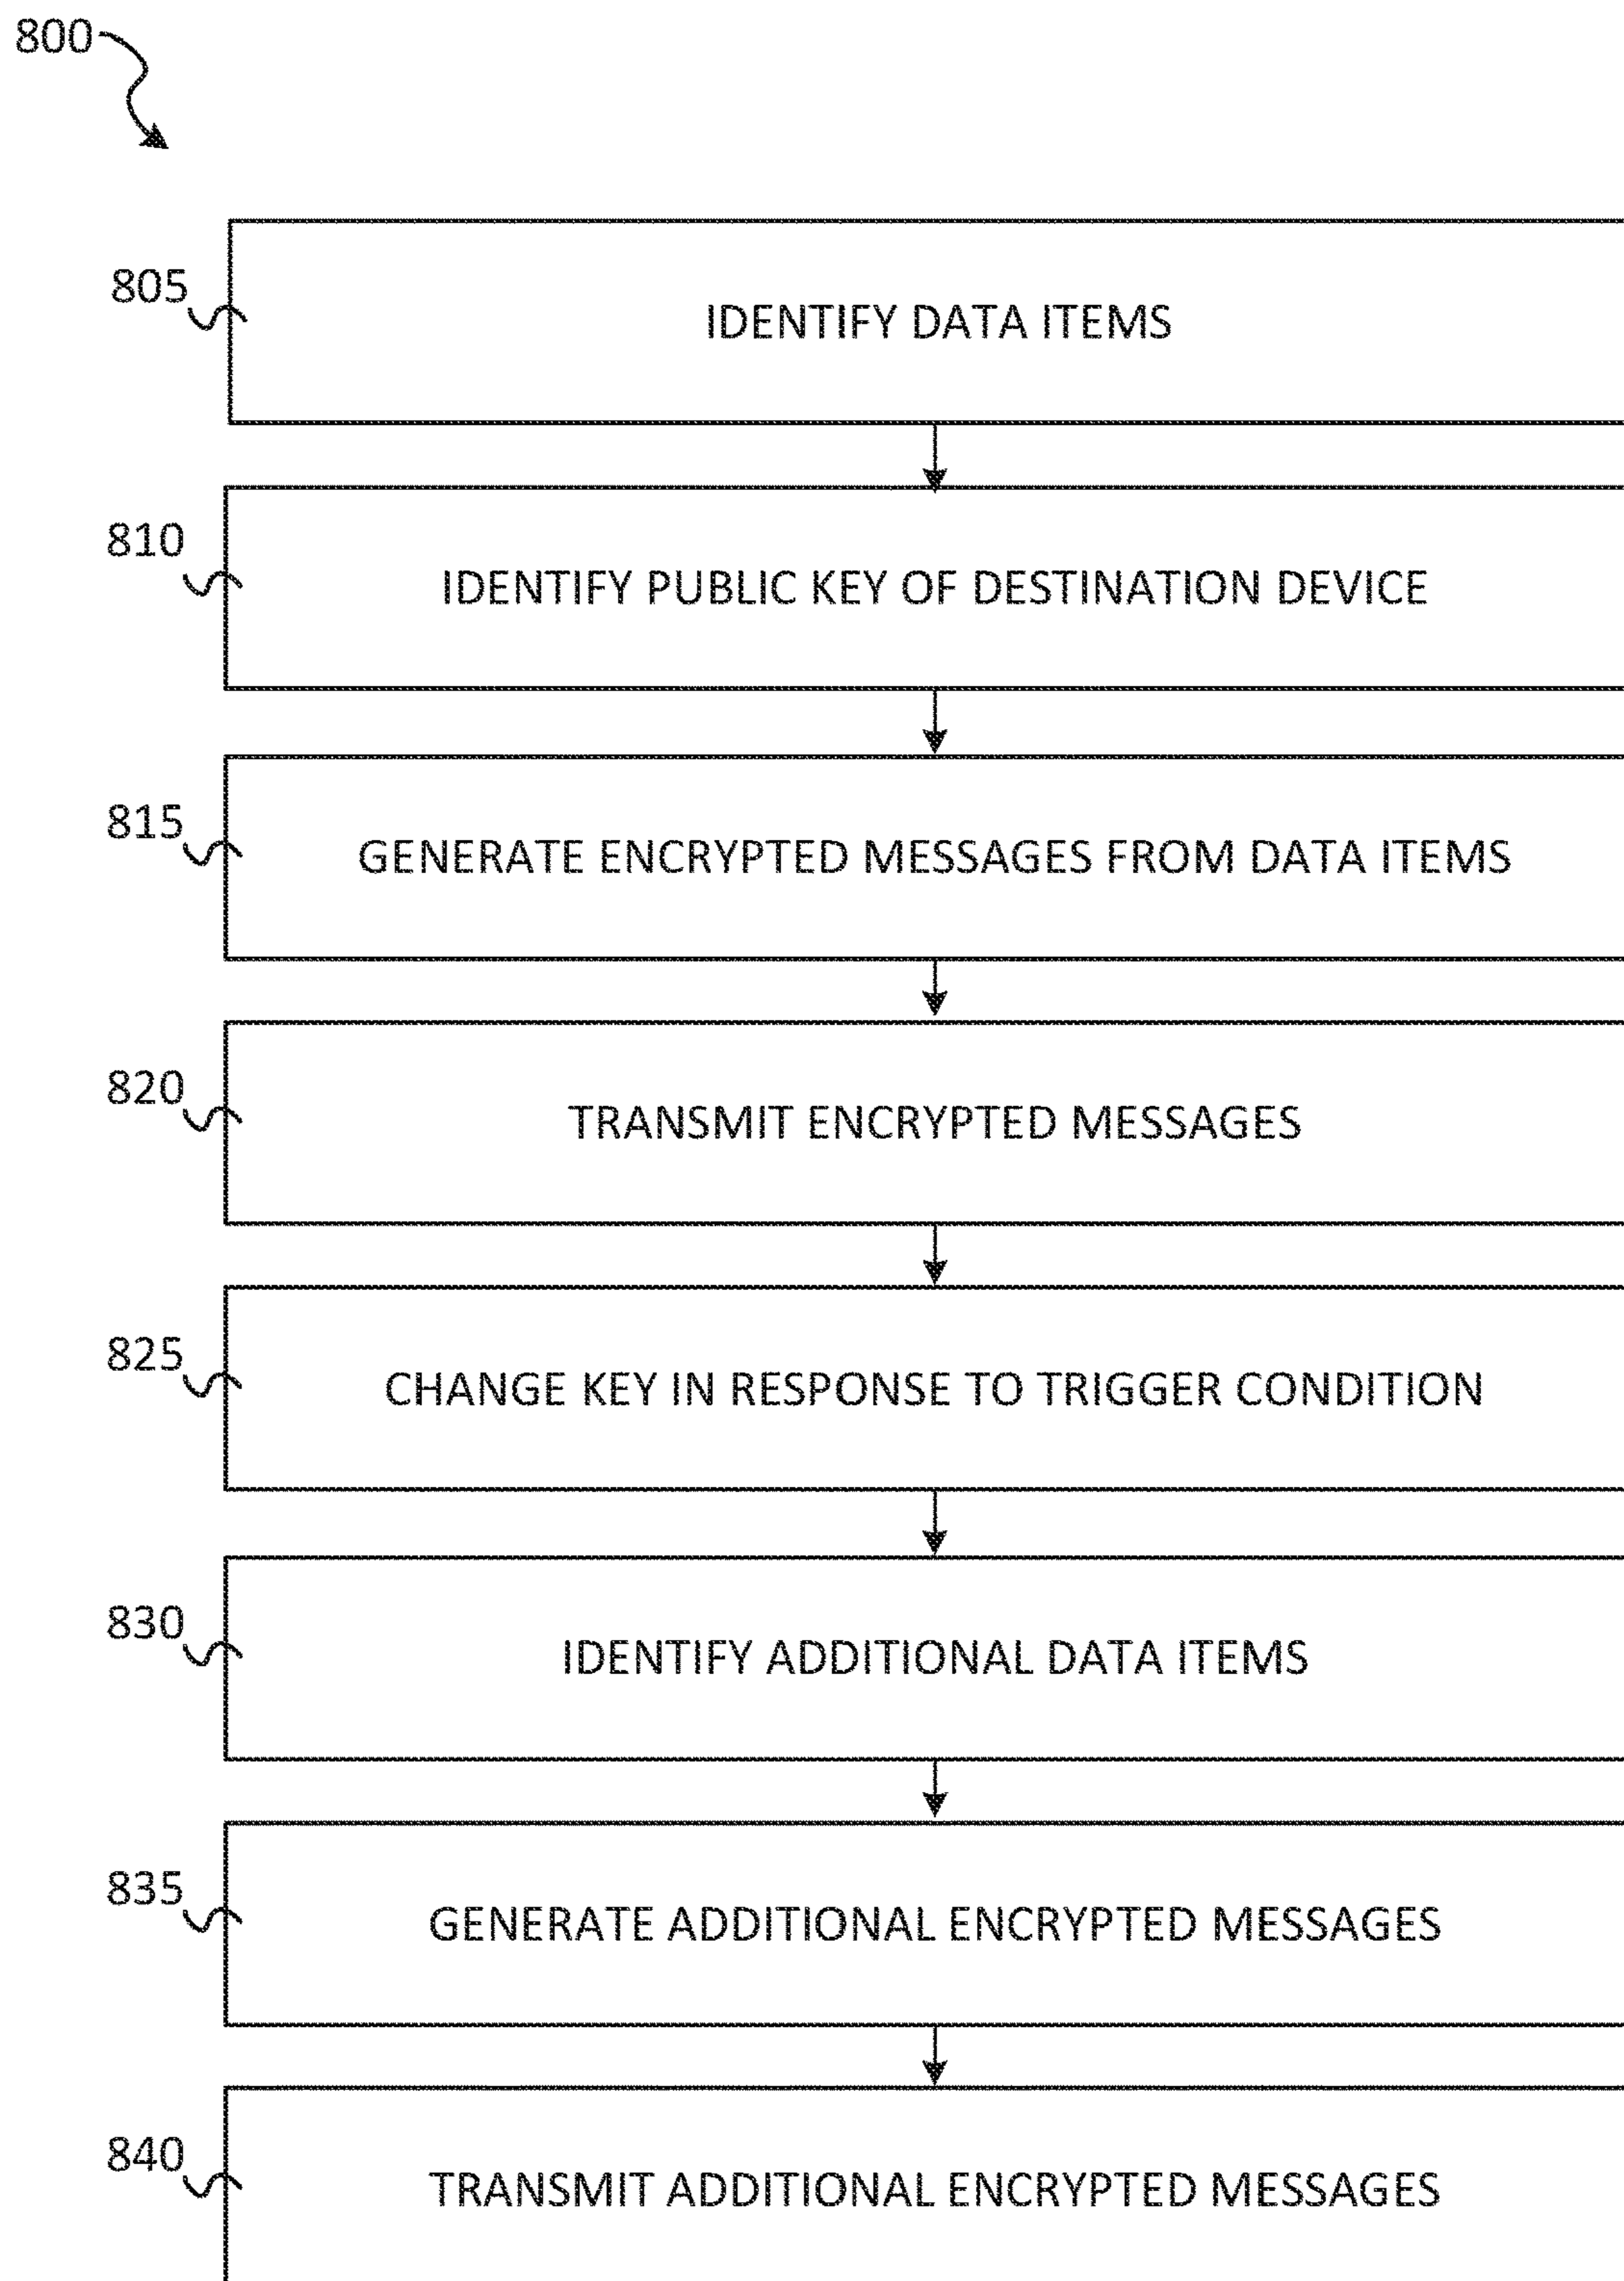 800
805
IDENTIFY DATA ITEMS
810
IDENTIFY PUBLIC KEY OF DESTINATION DEVICE
815
GENERATE ENCRYPTED MESSAGES FROM DATA ITEMS
820
TRANSMIT ENCRYPTED MESSAGES
825
CHANGE KEY IN RESPONSE TO TRIGGER CONDITION
830
IDENTIFY ADDITIONAL DATA ITEMS
835
GENERATE ADDITIONAL ENCRYPTED MESSAGES
840
TRANSMIT ADDITIONAL ENCRYPTED MESSAGES